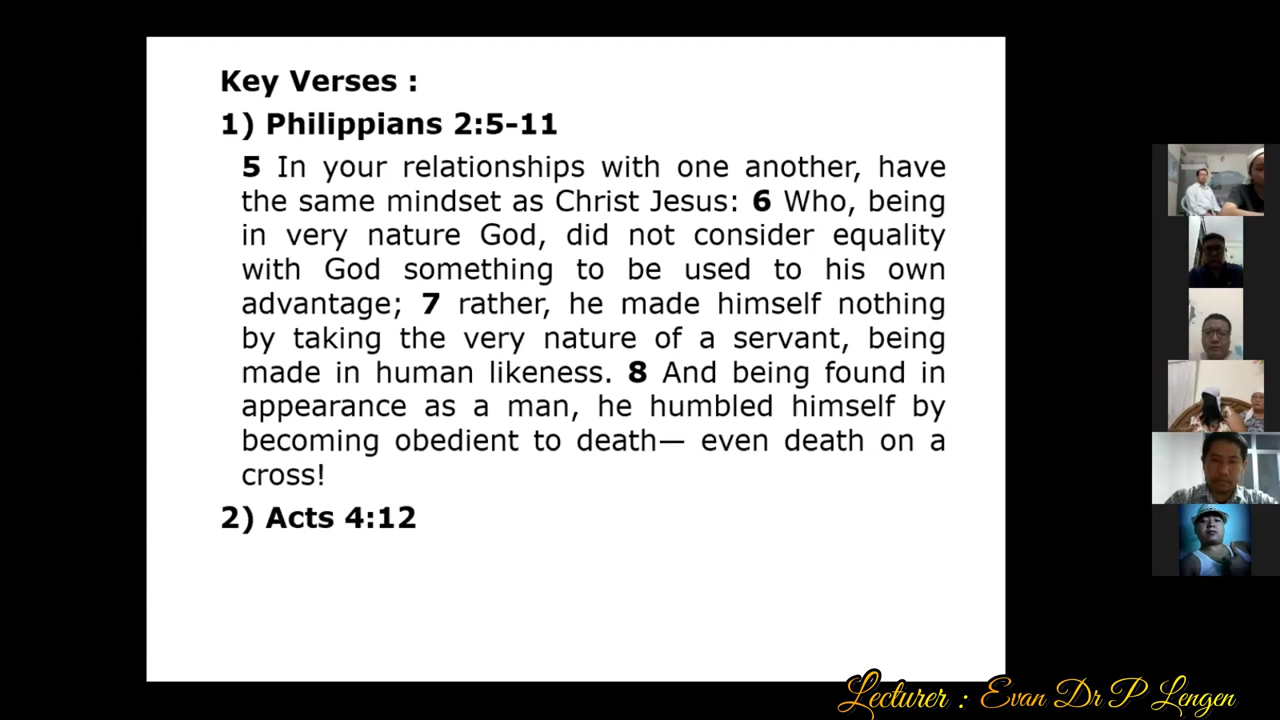 Key Verses :
1) Philippians 2:5-11
5 In your relationships with one another, have
the same mindset as Christ Jesus: 6 Who, being
in very nature God, did not consider equality
with God something to be used to his own
advantage; 7 rather, he made himself nothing
by taking the very nature of a servant, being
made in human likeness. 8 And being found in
appearance as a man, he humbled himself by
becoming obedient to death— even death on a
cross!
2) Acts 4:12
Lecturer : Evan Dr P Lengen